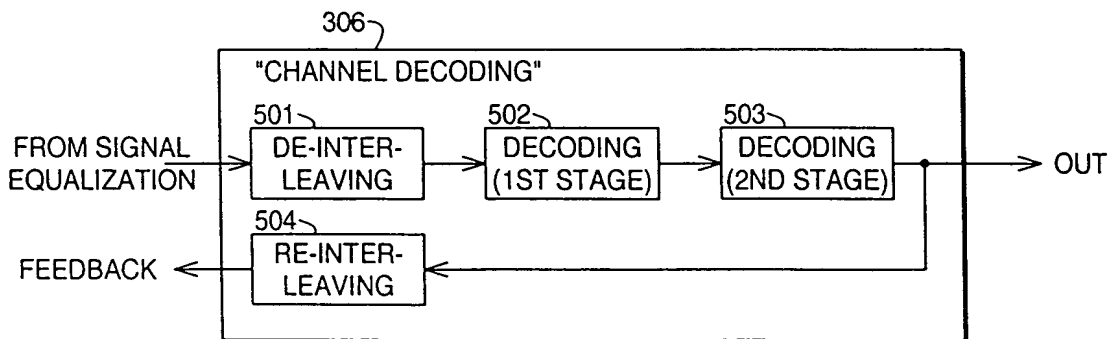 306
"CHANNEL DECODING"
501
502
503
FROM SIGNAL
EQUALIZATION
DE-INTER-
LEAVING
DECODING
(1ST STAGE)
DECODING
(2ND STAGE)
OUT
504
FEEDBACK
RE-INTER-
LEAVING